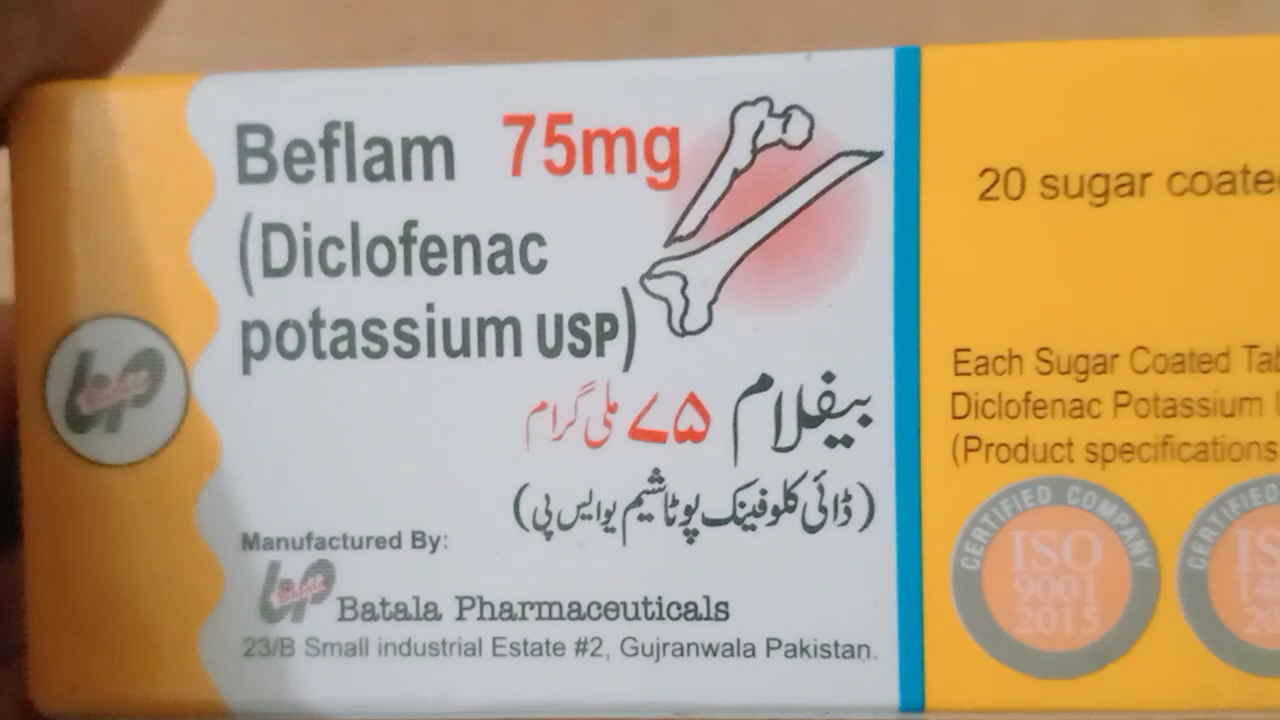 Beflam 75mg
(Diclofenac
potassium USP)
بیفلام ۷۵ ملی گرام
(ڈائی کلوفینک پوٹاشیم یو ایس پی)
Manufactured By:
Batala Pharmaceuticals
23/B Small industrial Estate #2, Gujranwala Pakistan.
20 sugar coate
Each Sugar Coated Tab
Diclofenac Potassium
(Product specifications
CERTIFIED COMPANY
ISO
9001
2015
CERTIFIED